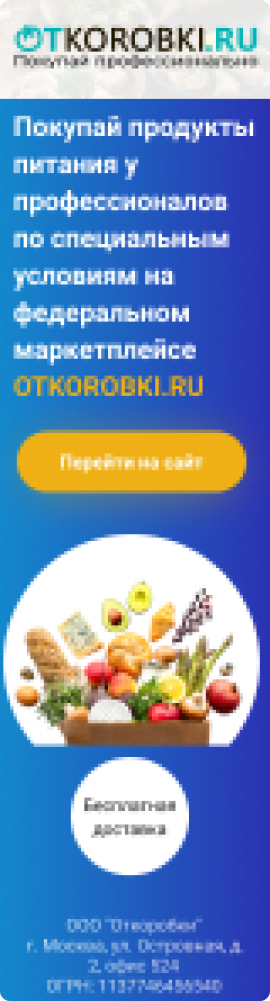 OTKOROBKI.RU
Покупай профессионально
Покупай продукты
питания у
профессионалов
по специальным
условиям на
федеральном
маркетплейсе
OTKOROBKI.RU
Перейти на сайт
Бесплатная
доставка
ООО "Откоробки"
г. Москва, ул. Островная, д.
2, офис 524
ОГРН: 1137746456540